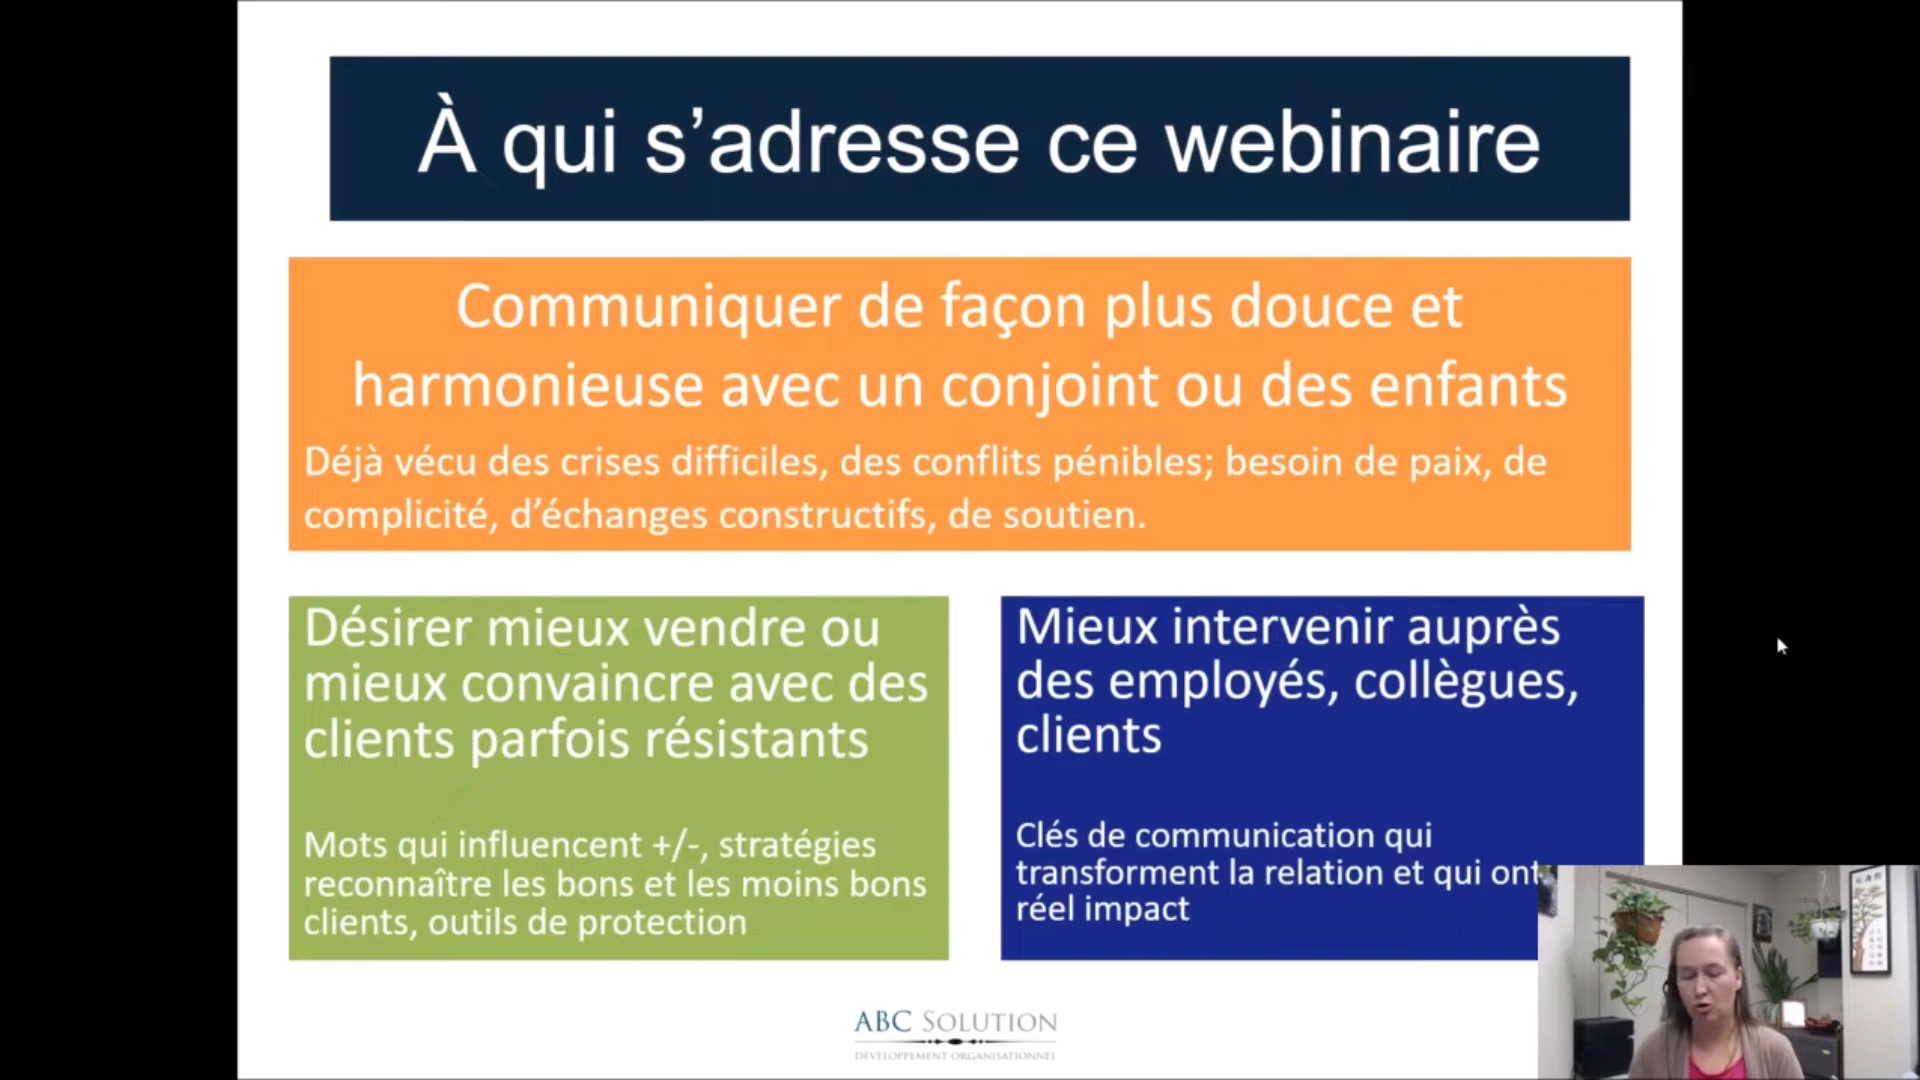 À qui s’adresse ce webinaire
Communiquer de façon plus douce et
harmonieuse avec un conjoint ou des enfants
Déjà vécu des crises difficiles, des conflits pénibles; besoin de paix, de
complicité, d’échanges constructifs, de soutien.
Désirer mieux vendre ou
mieux convaincre avec des
clients parfois résistants
Mots qui influencent +/-, stratégies
reconnaître les bons et les moins bons
clients, outils de protection
Mieux intervenir auprès
des employés, collègues,
clients
Clés de communication qui
transforment la relation et qui ont
réel impact
ABC SOLUTION
DÉVELOPPEMENT ORGANISATIONNEL